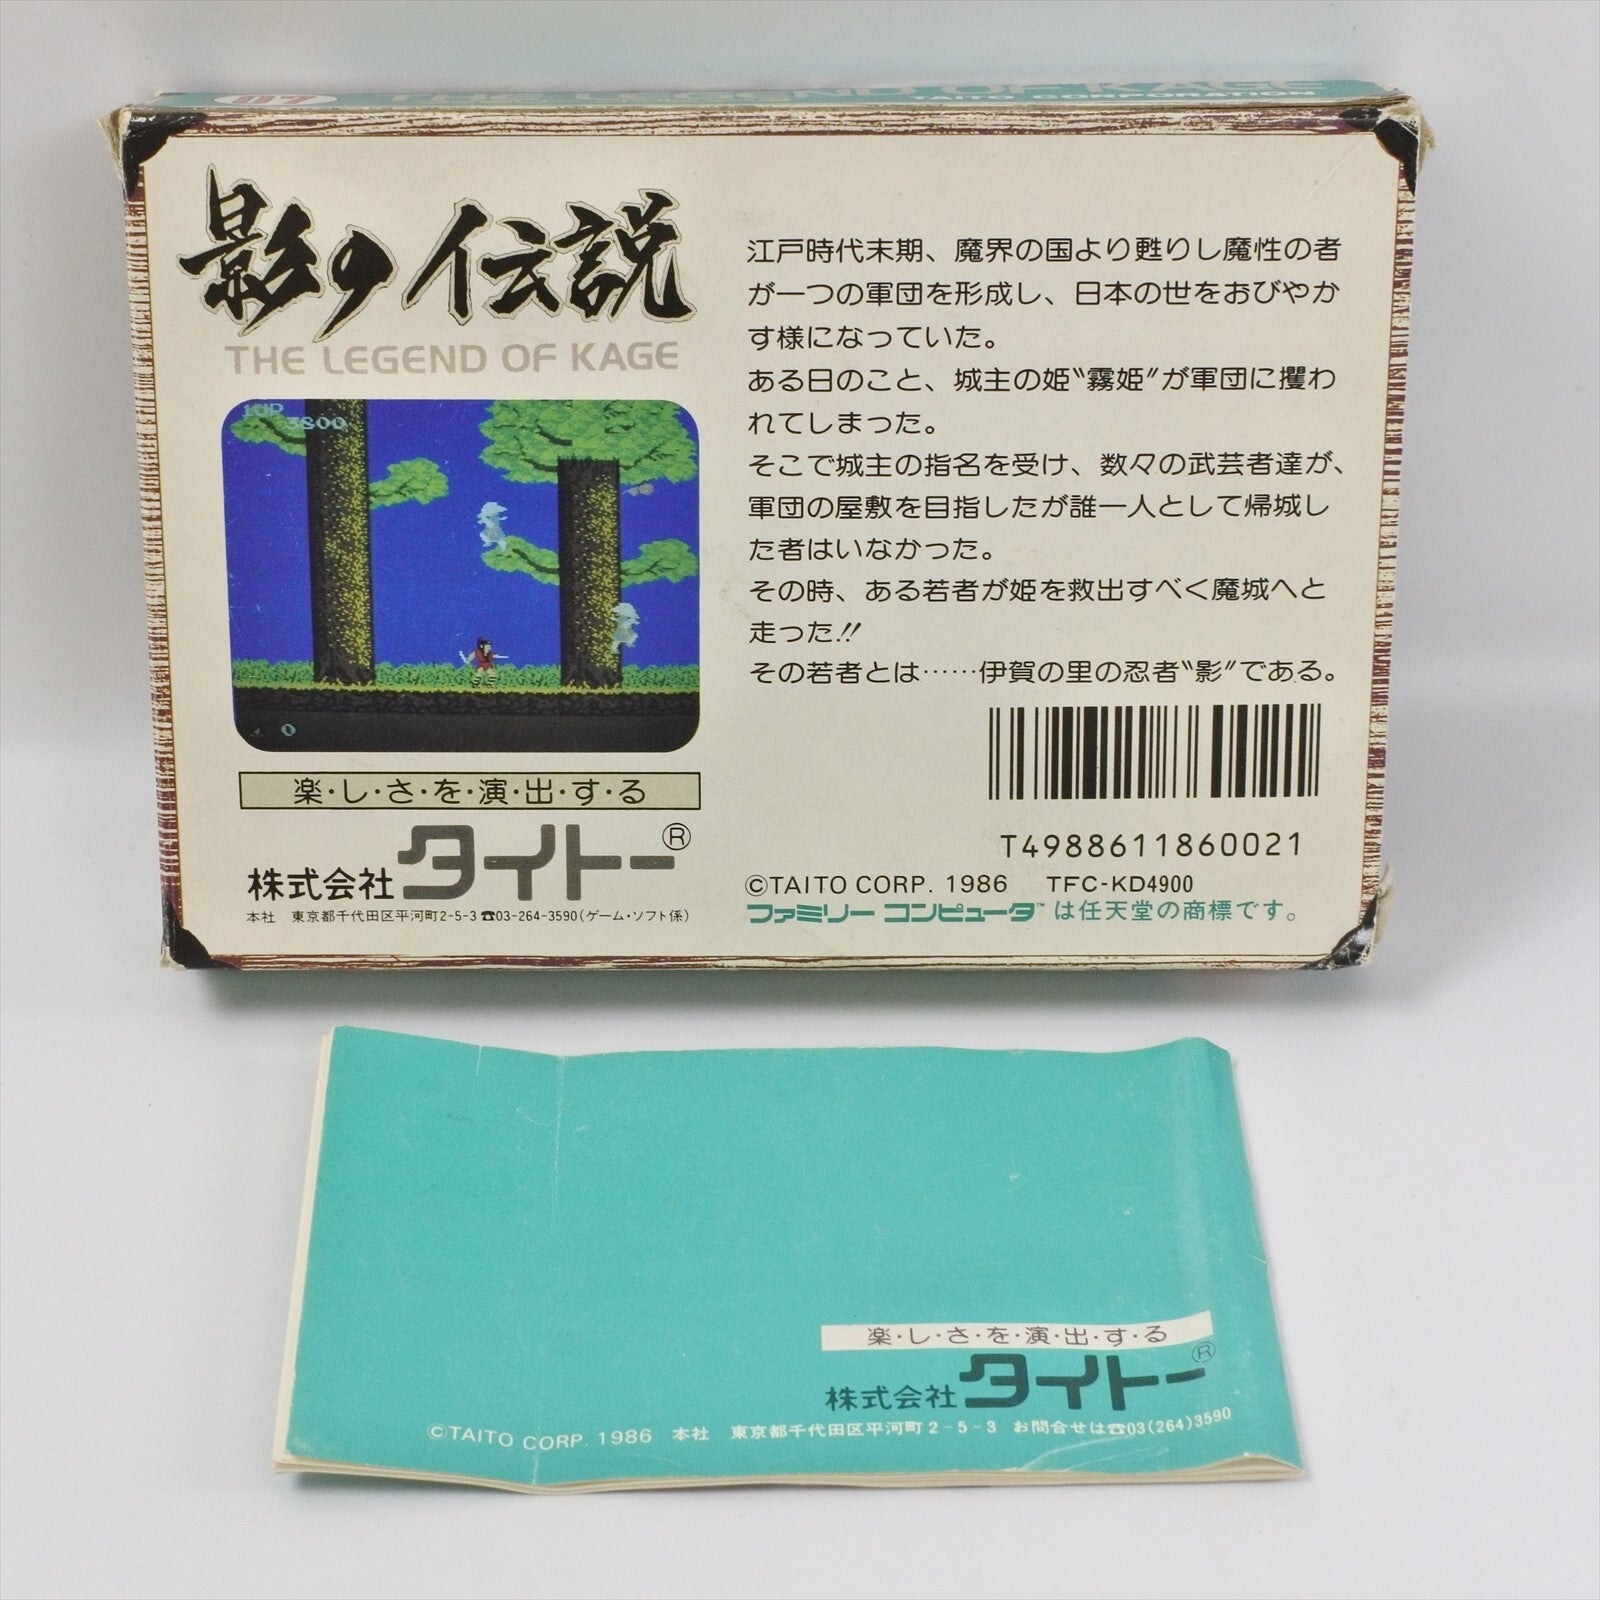 07 THE LEGEND OF KAGE
TAITO CORPORATION
影の伝説
THE LEGEND OF KAGE
1UP
3800
0
楽・し・さ・を・演・出・す・る
株式会社タイトー®
本社 東京都千代田区平河町2-5-3 ☎03-264-3590(ゲーム・ソフト係)
江戸時代末期、魔界の国より甦りし魔性の者
が一つの軍団を形成し、日本の世をおびやか
す様になっていた。
ある日のこと、城主の姫〝霧姫〟が軍団に攫わ
れてしまった。
そこで城主の指名を受け、数々の武芸者達が、
軍団の屋敷を目指したが誰一人として帰城し
た者はいなかった。
その時、ある若者が姫を救出すべく魔城へと
走った!!
その若者とは……伊賀の里の忍者〝影〟である。
T4988611860021
©TAITO CORP. 1986 TFC-KD4900
ファミリー コンピュータ™は任天堂の商標です。
楽・し・さ・を・演・出・す・る
株式会社タイトー®
©TAITO CORP. 1986 本社 東京都千代田区平河町2-5-3 お問合せは☎03(264)3590